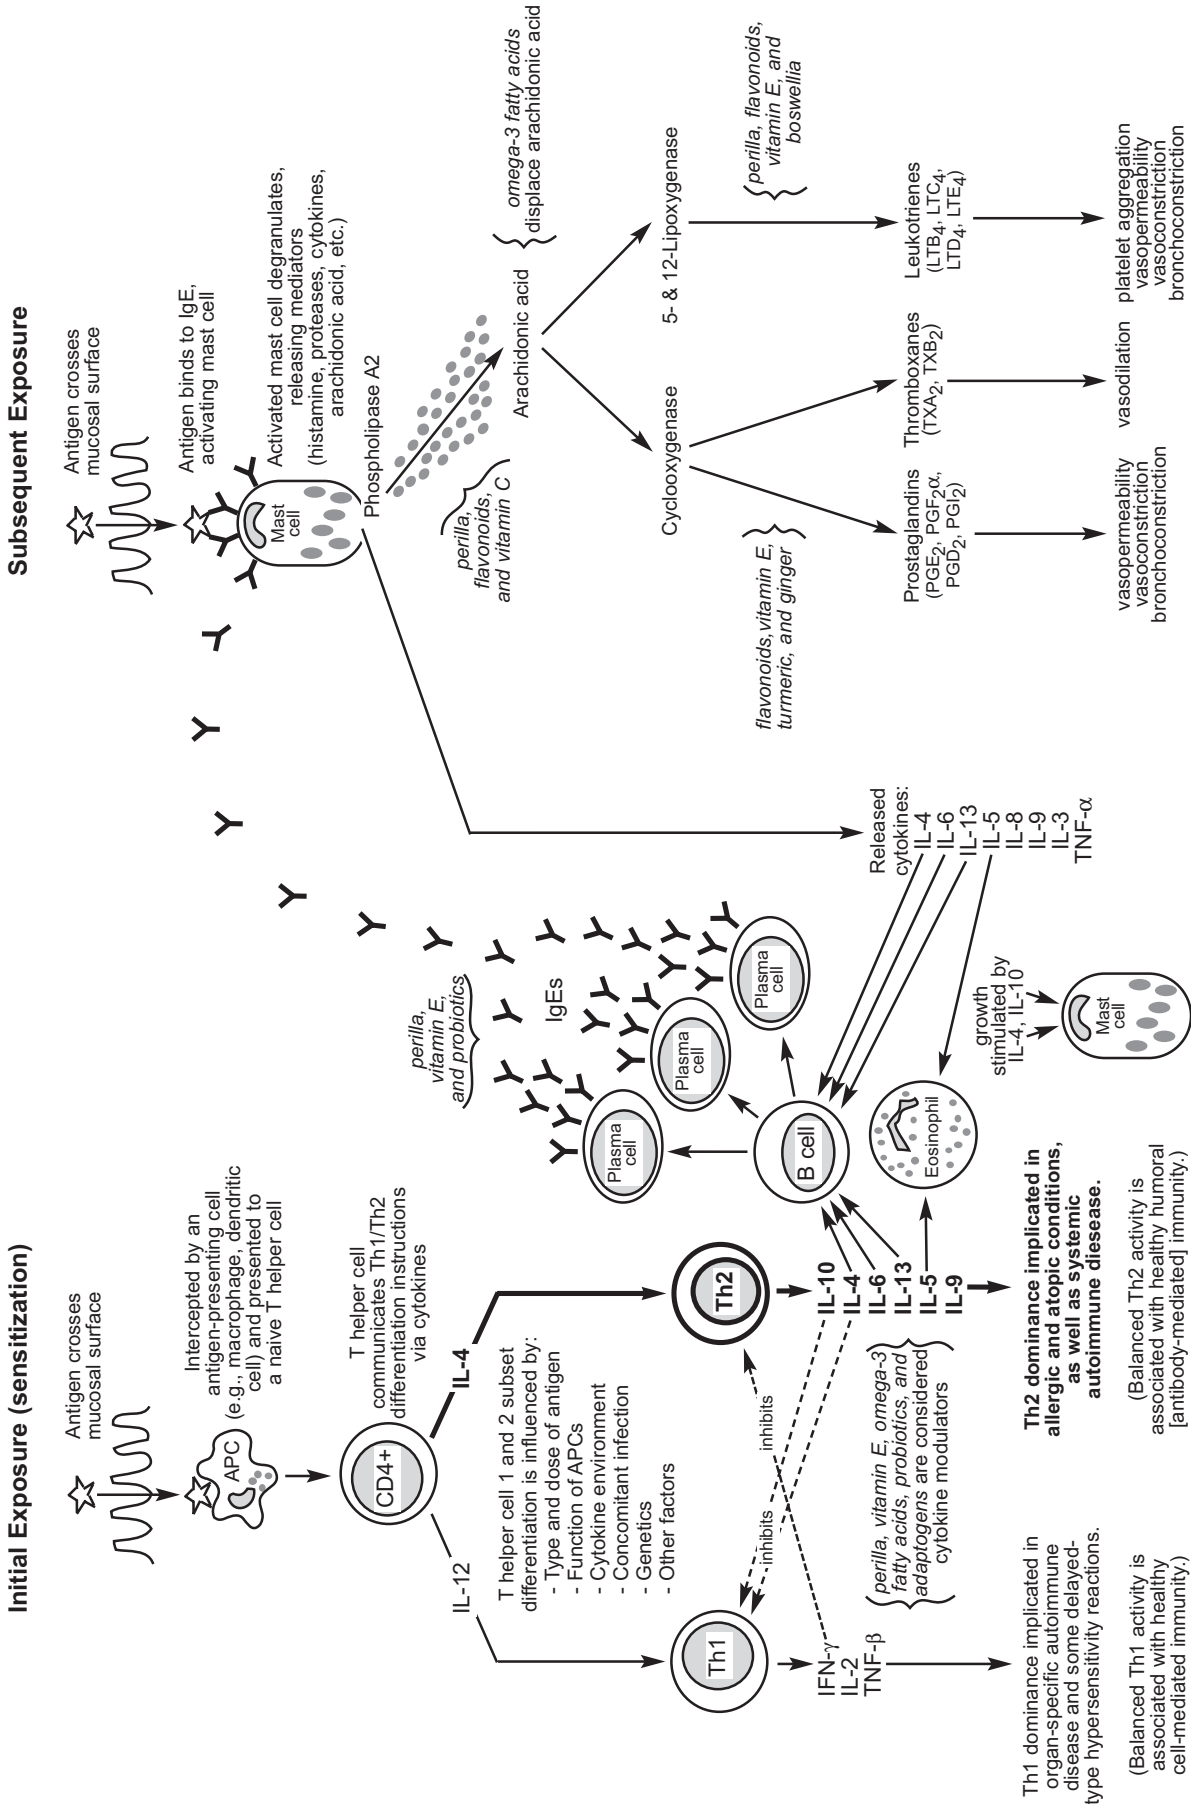 Initial Exposure (sensitization)
Antigen crosses
mucosal surface
Intercepted by an
antigen-presenting cell
(e.g., macrophage, dendritic
cell) and presented to
a naive T helper cell
APC
CD4+
T helper cell
communicates Th1/Th2
differentiation instructions
via cytokines
IL-12
IL-4
T helper cell 1 and 2 subset
differentiation is influenced by:
- Type and dose of antigen
- Function of APCs
- Cytokine environment
- Concomitant infection
- Genetics
- Other factors
Th1
Th2
inhibits
inhibits
IFN-γ
IL-2
TNF-β
IL-10
IL-4
IL-6
IL-13
IL-5
IL-9
perilla, vitamin E, omega-3
fatty acids, probiotics, and
adaptogens are considered
cytokine modulators
Th1 dominance implicated in
organ-specific autoimmune
disease and some delayed-
type hypersensitivity reactions.
(Balanced Th1 activity is
associated with healthy
cell-mediated immunity.)
Th2 dominance implicated in
allergic and atopic conditions,
as well as systemic
autoimmune diesease.
(Balanced Th2 activity is
associated with healthy humoral
[antibody-mediated] immunity.)
perilla,
vitamin E,
and probiotics
IgEs
Plasma
cell
Plasma
cell
Plasma
cell
B cell
Eosinophil
growth
stimulated by
IL-4, IL-10
Mast
cell
Subsequent Exposure
Antigen crosses
mucosal surface
Antigen binds to IgE,
activating mast cell
Mast
cell
Activated mast cell degranulates,
releasing mediators
(histamine, proteases, cytokines,
arachidonic acid, etc.)
Phospholipase A2
perilla,
flavonoids,
and vitamin C
omega-3 fatty acids
displace arachidonic acid
Arachidonic acid
Cyclooxygenase
5- & 12-Lipoxygenase
flavonoids,vitamin E,
turmeric, and ginger
perilla, flavonoids,
vitamin E, and
boswellia
Released
cytokines:
IL-4
IL-6
IL-13
IL-5
IL-8
IL-9
IL-3
TNF-α
Prostaglandins
(PGE2, PGF2α,
PGD2, PGI2)
Thromboxanes
(TXA2, TXB2)
Leukotrienes
(LTB4, LTC4,
LTD4, LTE4)
vasopermeability
vasoconstriction
bronchoconstriction
vasodilation
platelet aggregation
vasopermeability
vasoconstriction
bronchoconstriction